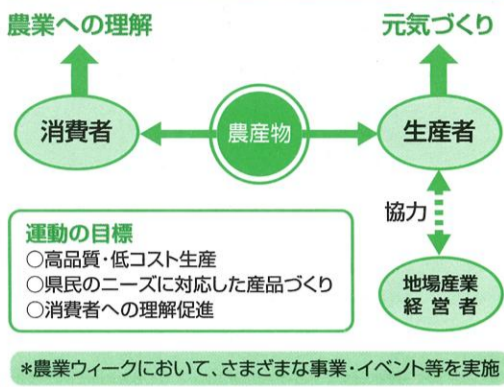 農業への理解
元気づくり
消費者
農産物
生産者
協力
運動の目標
○高品質・低コスト生産
○県民のニーズに対応した産品づくり
○消費者への理解促進
地場産業
経営者
*農業ウィークにおいて、さまざまな事業・イベント等を実施